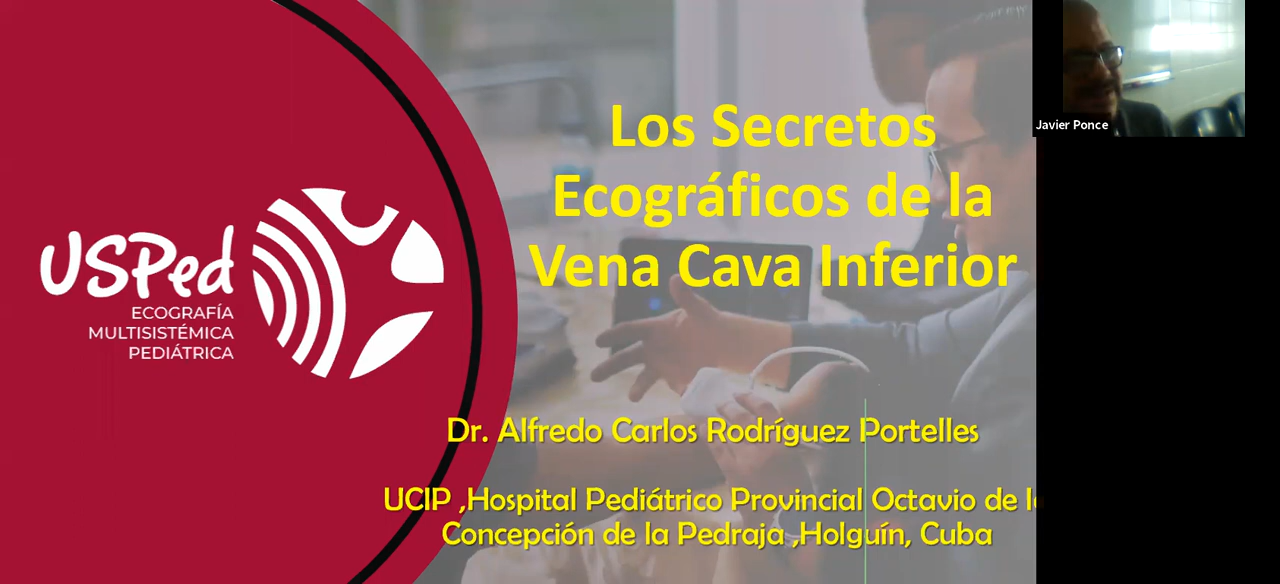 Los Secretos
Ecográficos de la
Vena Cava Inferior
USPed
ECOGRAFÍA
MULTISISTÉMICA
PEDIÁTRICA
Dr. Alfredo Carlos Rodríguez Portelles
UCIP ,Hospital Pediátrico Provincial Octavio de la
Concepción de la Pedraja ,Holguín, Cuba
Javier Ponce